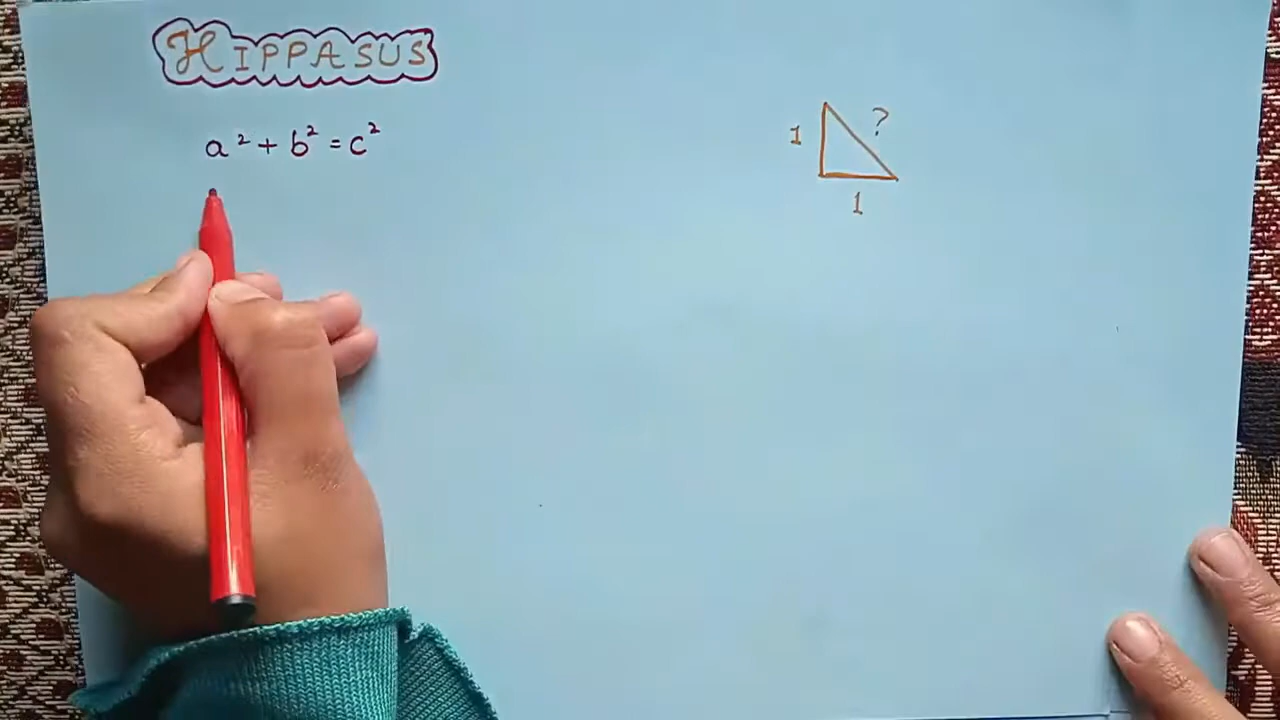 HIPPASUS
a² + b² = c²
?
1
1